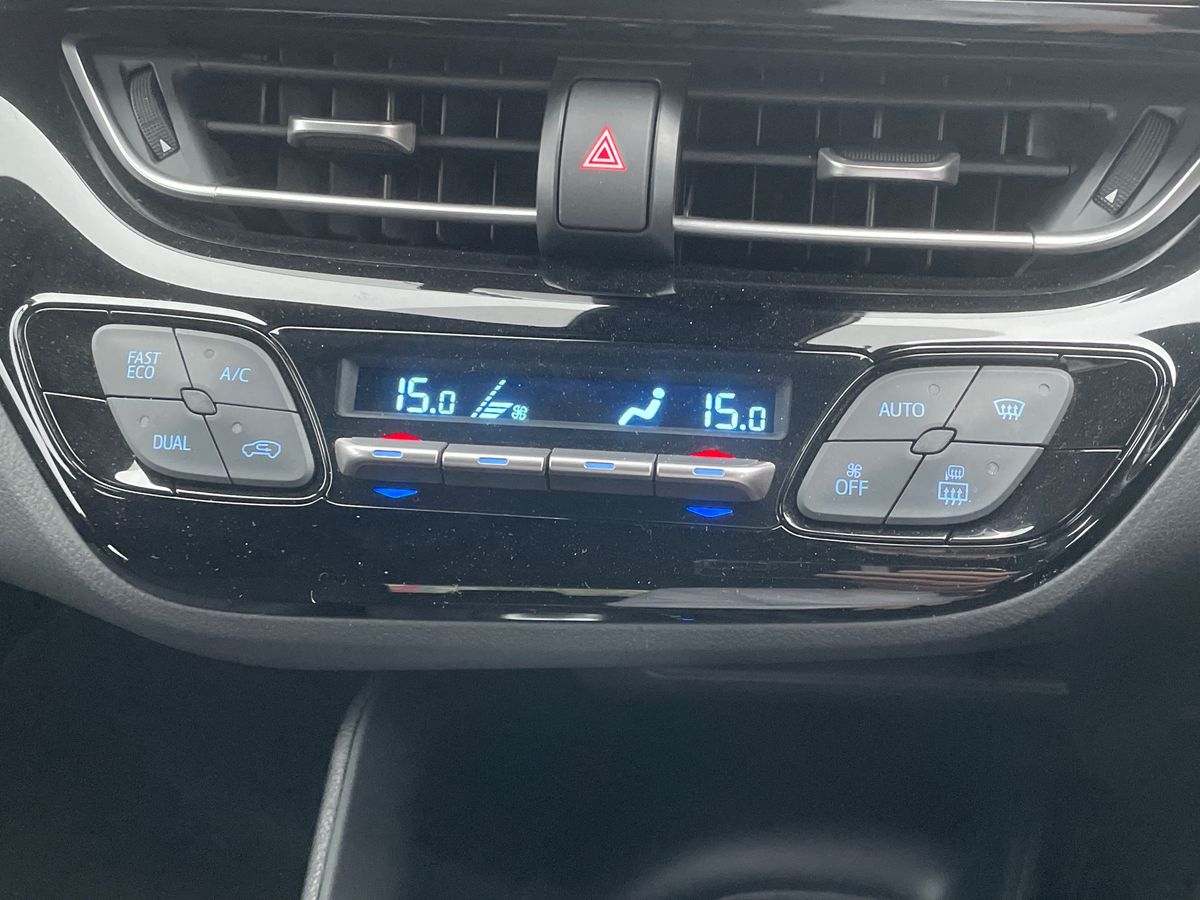 FAST
ECO
A/C
DUAL
15.0
15.0
AUTO
OFF